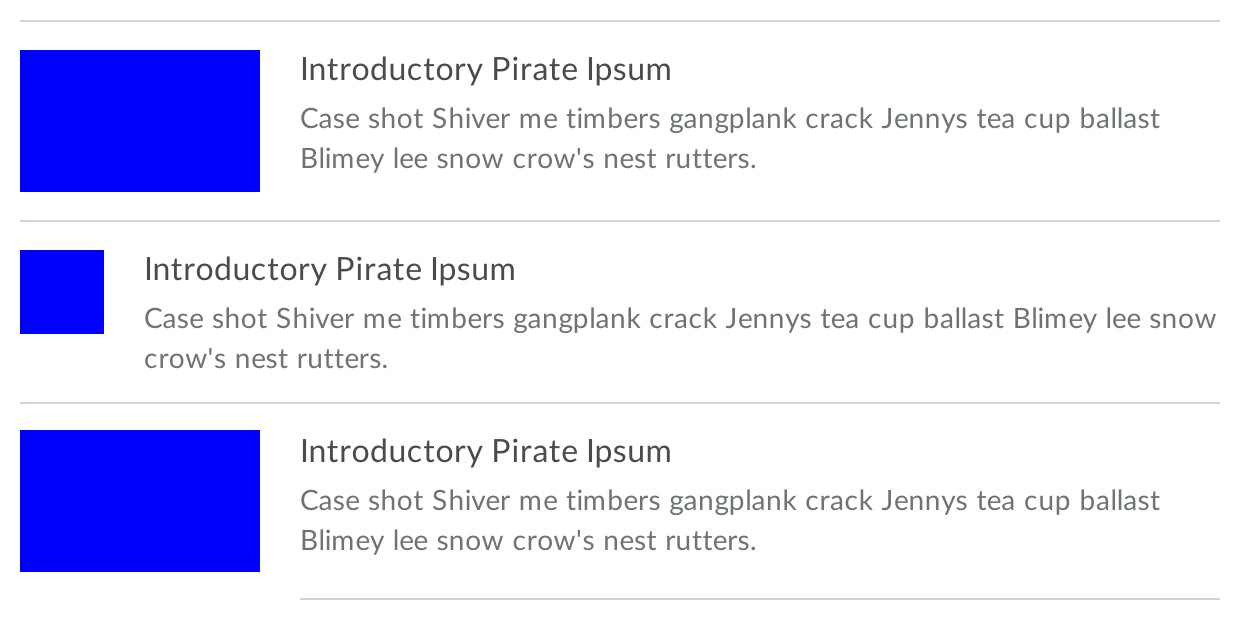 Introductory Pirate Ipsum
Case shot Shiver me timbers gangplank crack Jennys tea cup ballast
Blimey lee snow crow's nest rutters.
Introductory Pirate Ipsum
Case shot Shiver me timbers gangplank crack Jennys tea cup ballast Blimey lee snow
crow's nest rutters.
Introductory Pirate Ipsum
Case shot Shiver me timbers gangplank crack Jennys tea cup ballast
Blimey lee snow crow's nest rutters.